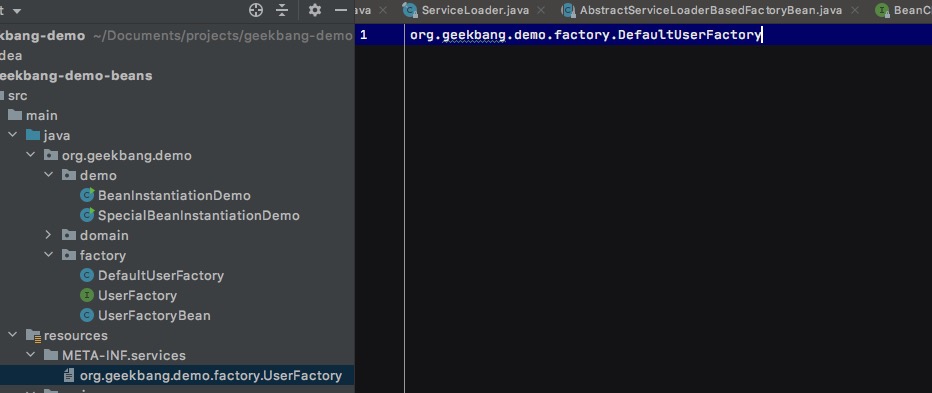 ava ServiceLoader.java AbstractServiceLoaderBasedFactoryBean.java BeanC
t
kbang-demo ~/Documents/projects/geekbang-demo
dea
eekbang-demo-beans
src
main
java
org.geekbang.demo
demo
BeanInstantiationDemo
SpecialBeanInstantiationDemo
domain
factory
DefaultUserFactory
UserFactory
UserFactoryBean
resources
META-INF.services
org.geekbang.demo.factory.UserFactory
1 org.geekbang.demo.factory.DefaultUserFactory